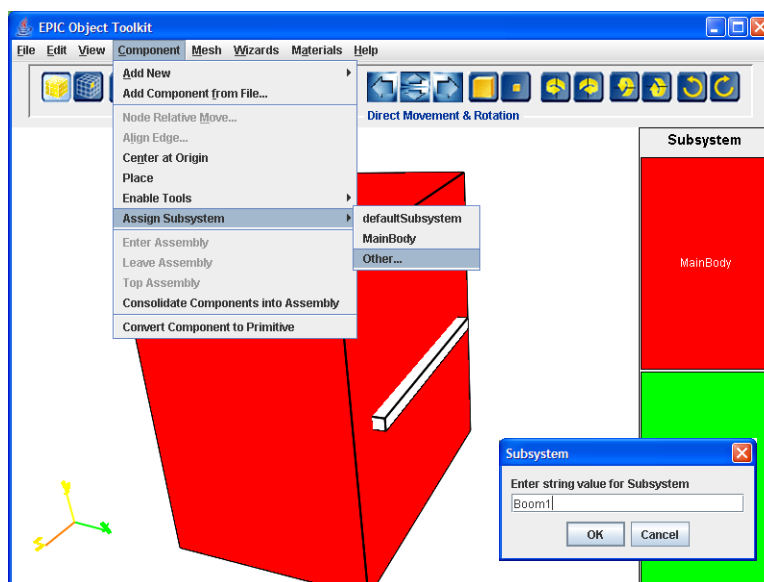 EPIC Object Toolkit
File Edit View Component Mesh Wizards Materials Help
Add New
Add Component from File...
Node Relative Move...
Align Edge...
Center at Origin
Place
Enable Tools
Assign Subsystem
Enter Assembly
Leave Assembly
Top Assembly
Consolidate Components into Assembly
Convert Component to Primitive
defaultSubsystem
MainBody
Other...
Direct Movement & Rotation
Subsystem
MainBody
Subsystem
Enter string value for Subsystem
Boom1
OK Cancel
y
x